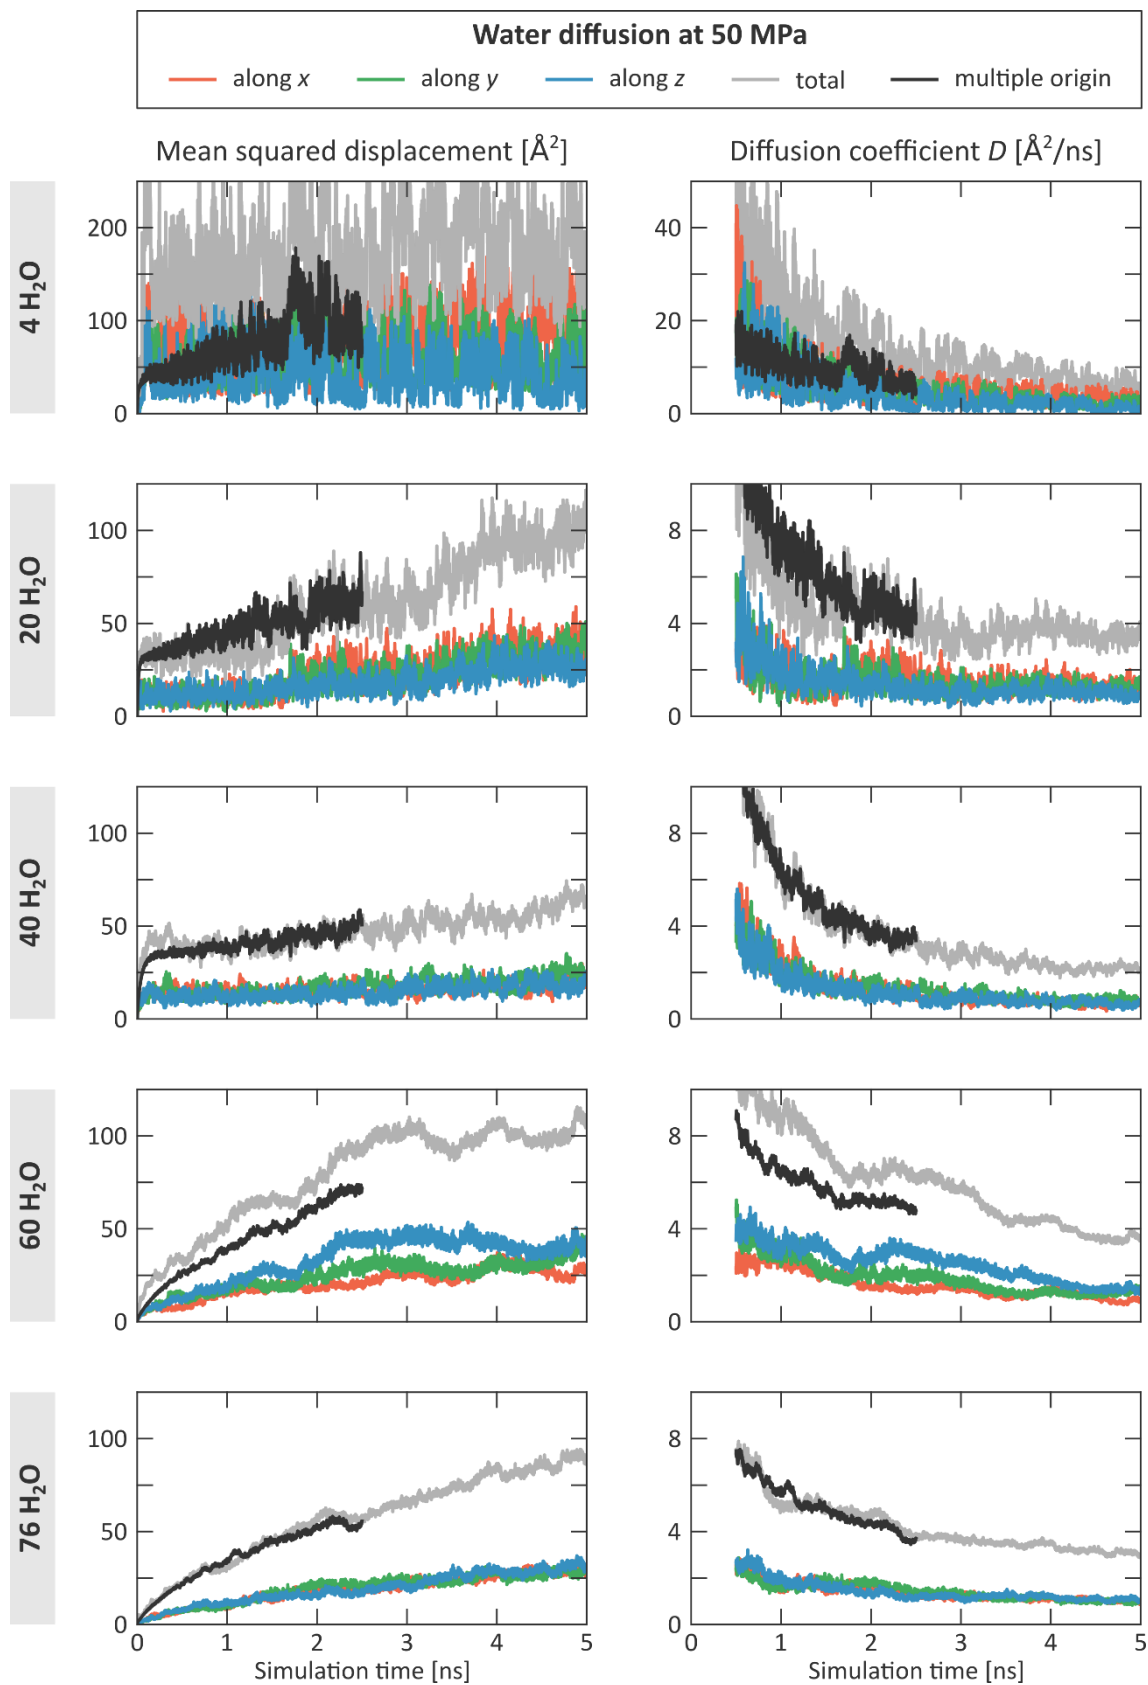 Water diffusion at 50 MPa
along x along y along z total multiple origin
Mean squared displacement [Å²] Diffusion coefficient D [Å²/ns]
4 H₂O
200
100
0
40
20
0
20 H₂O
100
50
0
8
4
0
40 H₂O
100
50
0
8
4
0
60 H₂O
100
50
0
8
4
0
76 H₂O
100
50
0
8
4
0
0 1 2 3 4 5
0 1 2 3 4 5
Simulation time [ns] Simulation time [ns]